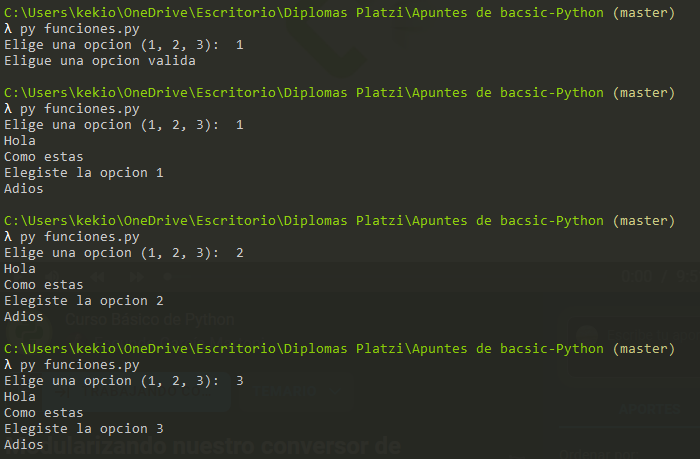 C:\Users\kekio\OneDrive\Escritorio\Diplomas Platzi\Apuntes de bacsic-Python (master)
λ py funciones.py
Elige una opcion (1, 2, 3):  1
Eligue una opcion valida
C:\Users\kekio\OneDrive\Escritorio\Diplomas Platzi\Apuntes de bacsic-Python (master)
λ py funciones.py
Elige una opcion (1, 2, 3):  1
Hola
Como estas
Elegiste la opcion 1
Adios
C:\Users\kekio\OneDrive\Escritorio\Diplomas Platzi\Apuntes de bacsic-Python (master)
λ py funciones.py
Elige una opcion (1, 2, 3):  2
Hola
Como estas
Elegiste la opcion 2
Adios
C:\Users\kekio\OneDrive\Escritorio\Diplomas Platzi\Apuntes de bacsic-Python (master)
λ py funciones.py
Elige una opcion (1, 2, 3):  3
Hola
Como estas
Elegiste la opcion 3
Adios